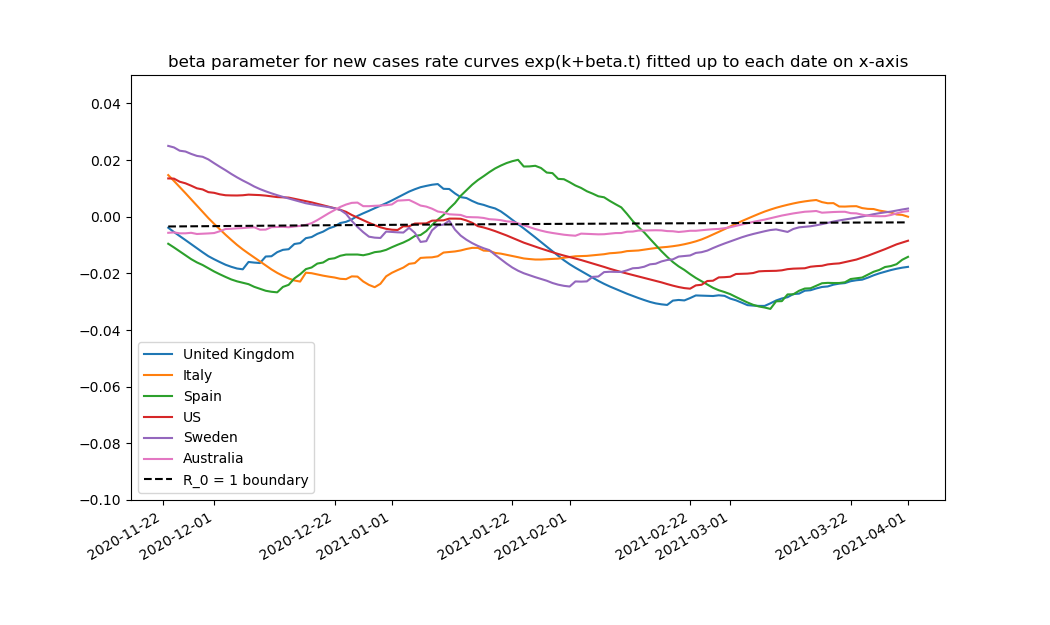 beta parameter for new cases rate curves exp(k+beta.t) fitted up to each date on x-axis
0.04
0.02
0.00
−0.02
−0.04
−0.06
−0.08
−0.10
United Kingdom
Italy
Spain
US
Sweden
Australia
R_0 = 1 boundary
2020-11-22
2020-12-01
2020-12-22
2021-01-01
2021-01-22
2021-02-01
2021-02-22
2021-03-01
2021-03-22
2021-04-01